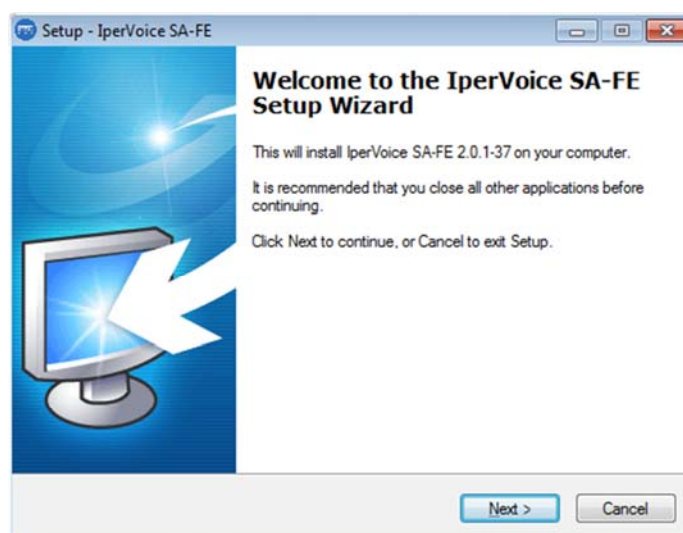 Setup - IperVoice SA-FE
Welcome to the IperVoice SA-FE
Setup Wizard
This will install IperVoice SA-FE 2.0.1-37 on your computer.
It is recommended that you close all other applications before
continuing.
Click Next to continue, or Cancel to exit Setup.
Next >
Cancel